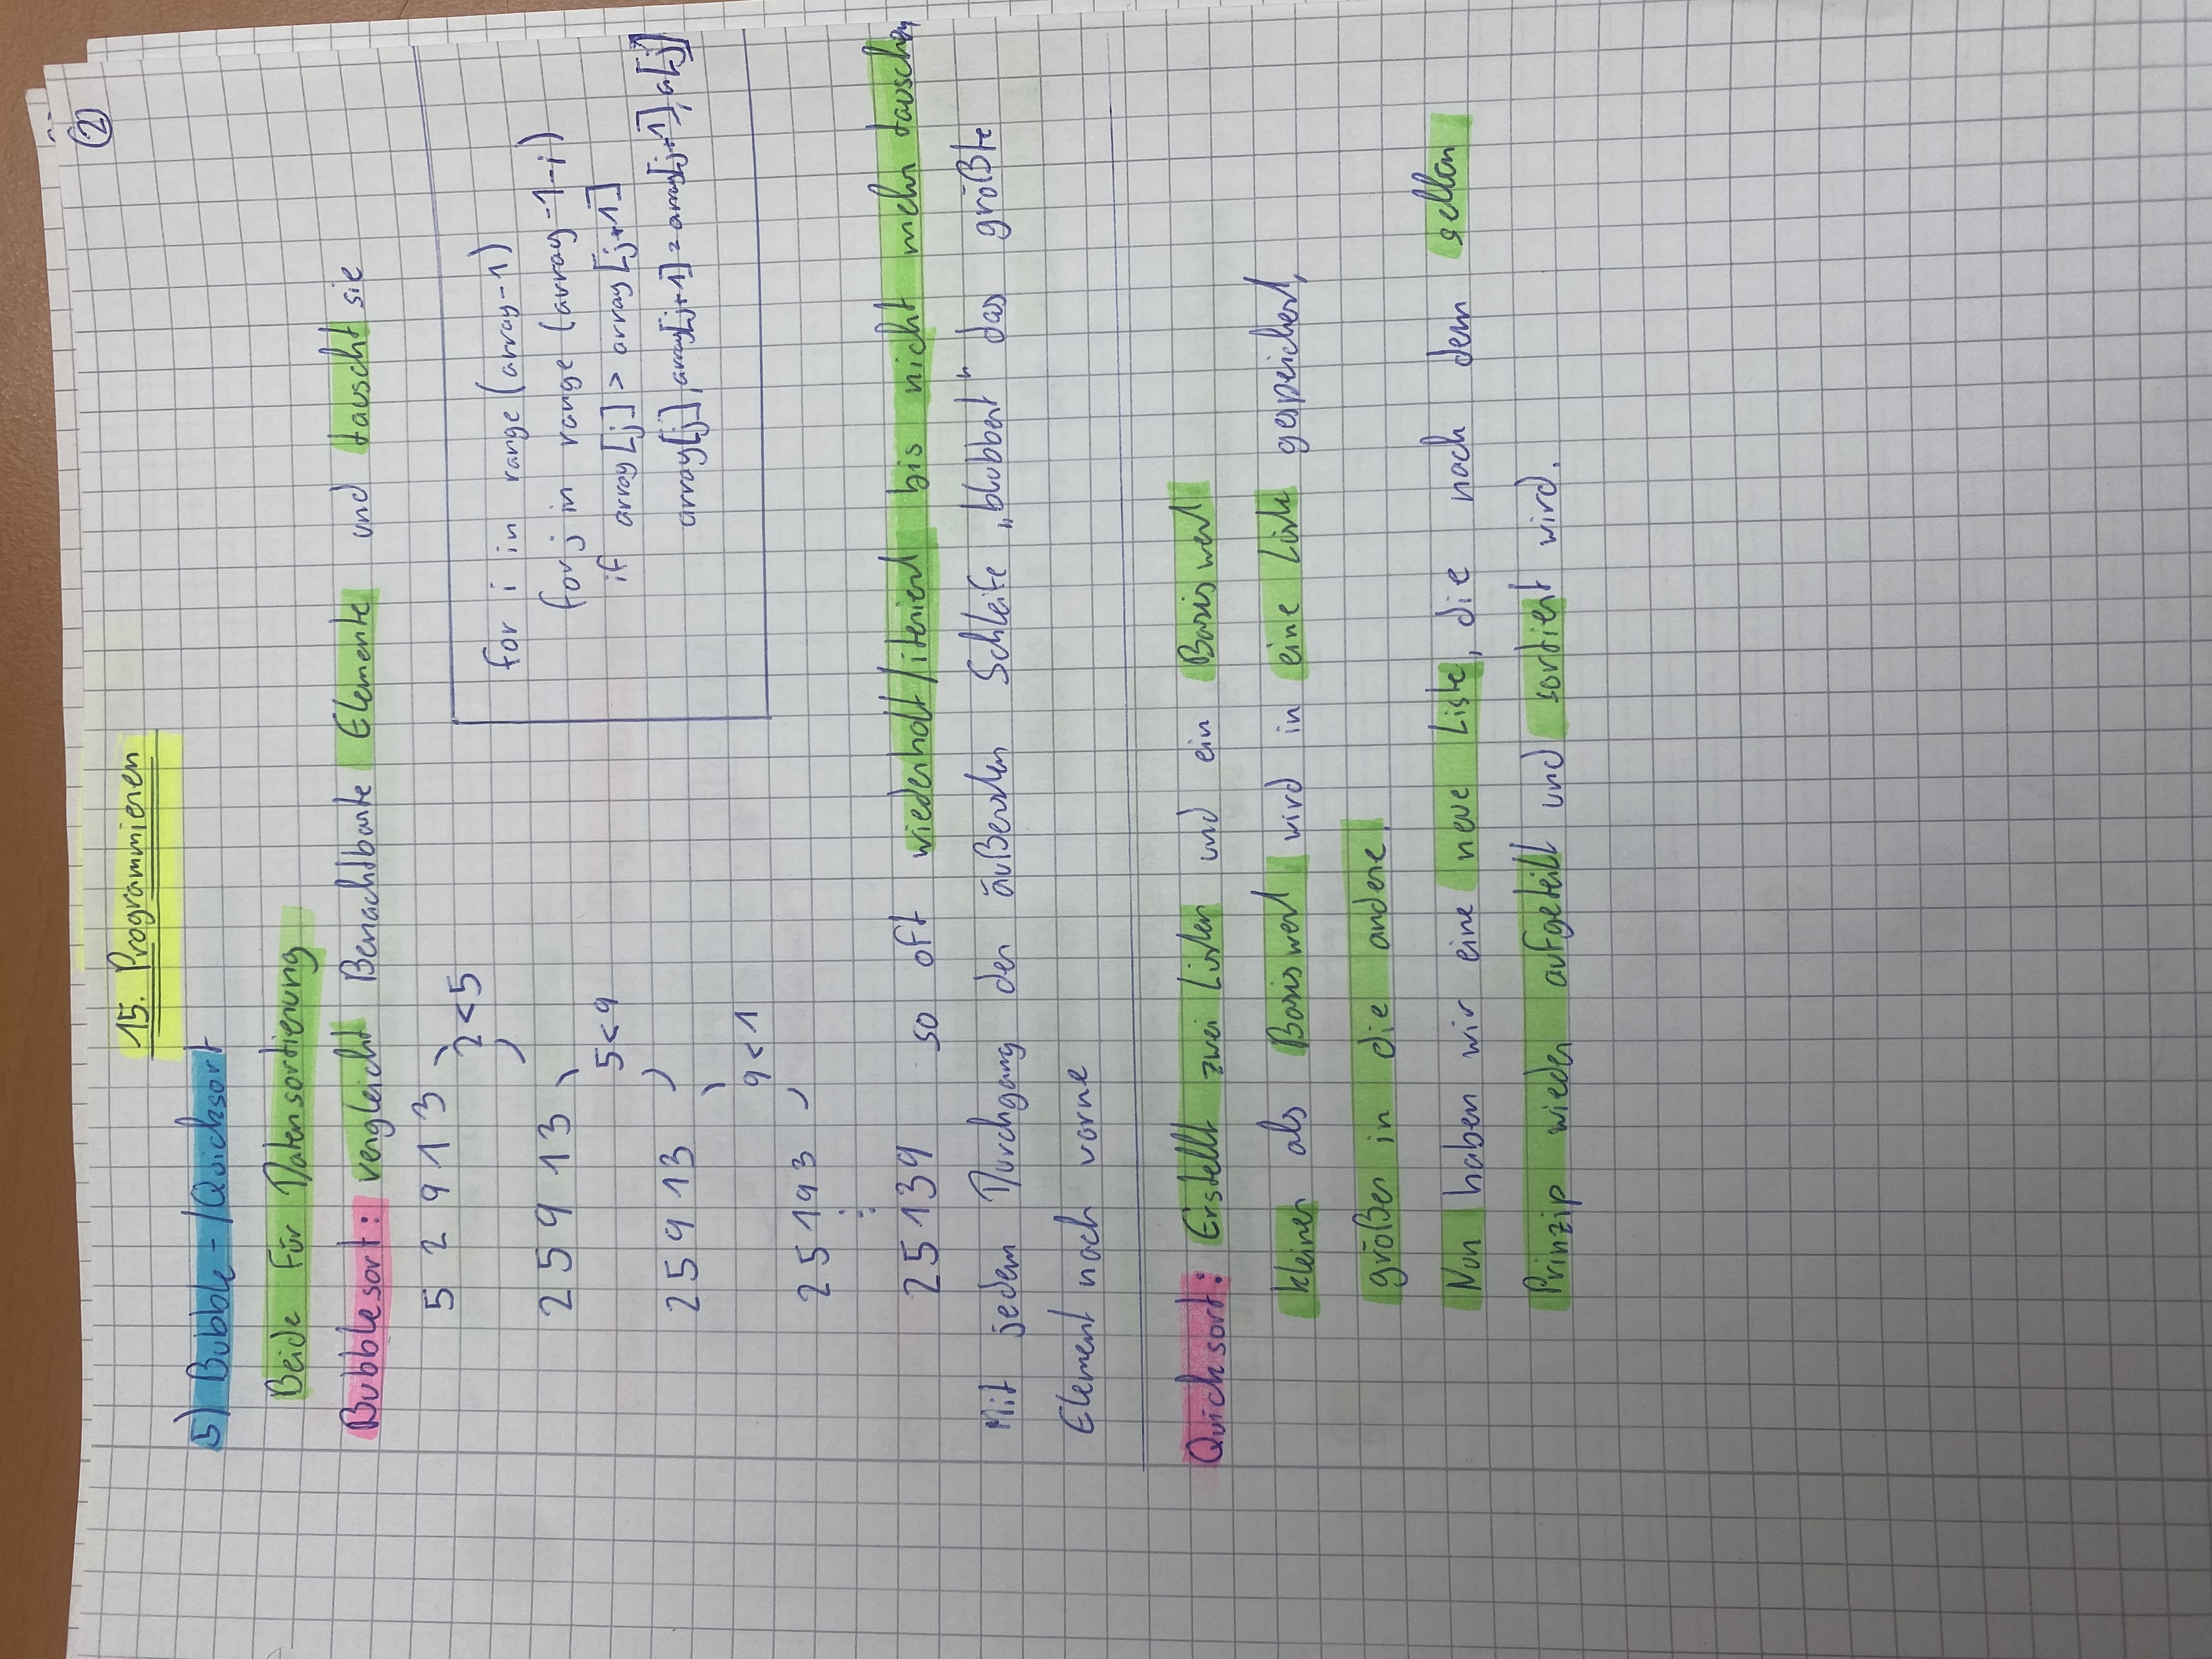 2
15. Programmieren
5) Bubble-/Quicksort
Beide für Datensortierung
Bubblesort: vergleicht Benachtbarte Elemente und tauscht sie
5 2 9 1 3
2<5
2 5 9 1 3
5<9
2 5 9 1 3
9<1
2 5 1 9 3
⋮
2 5 1 3 9 so oft wiederholt/iteriert bis nicht mehr tauschen
for i in range (array-1)
for j in range (array-1-i)
if array[j] > array[j+1]
array[j], array[j+1] = array[j+1], a[j]
Mit jedem Durchgang der äußersten Schleife „blubbert" das größte
Element nach vorne
Quicksort: Erstellt zwei Listen und ein Basiswert
kleiner als Basiswert wird in eine Liste gespeichert,
größer in die andere.
Nun haben wir eine neue Liste, die nach dem selben
Prinzip wieder aufgeteilt und sortiert wird.